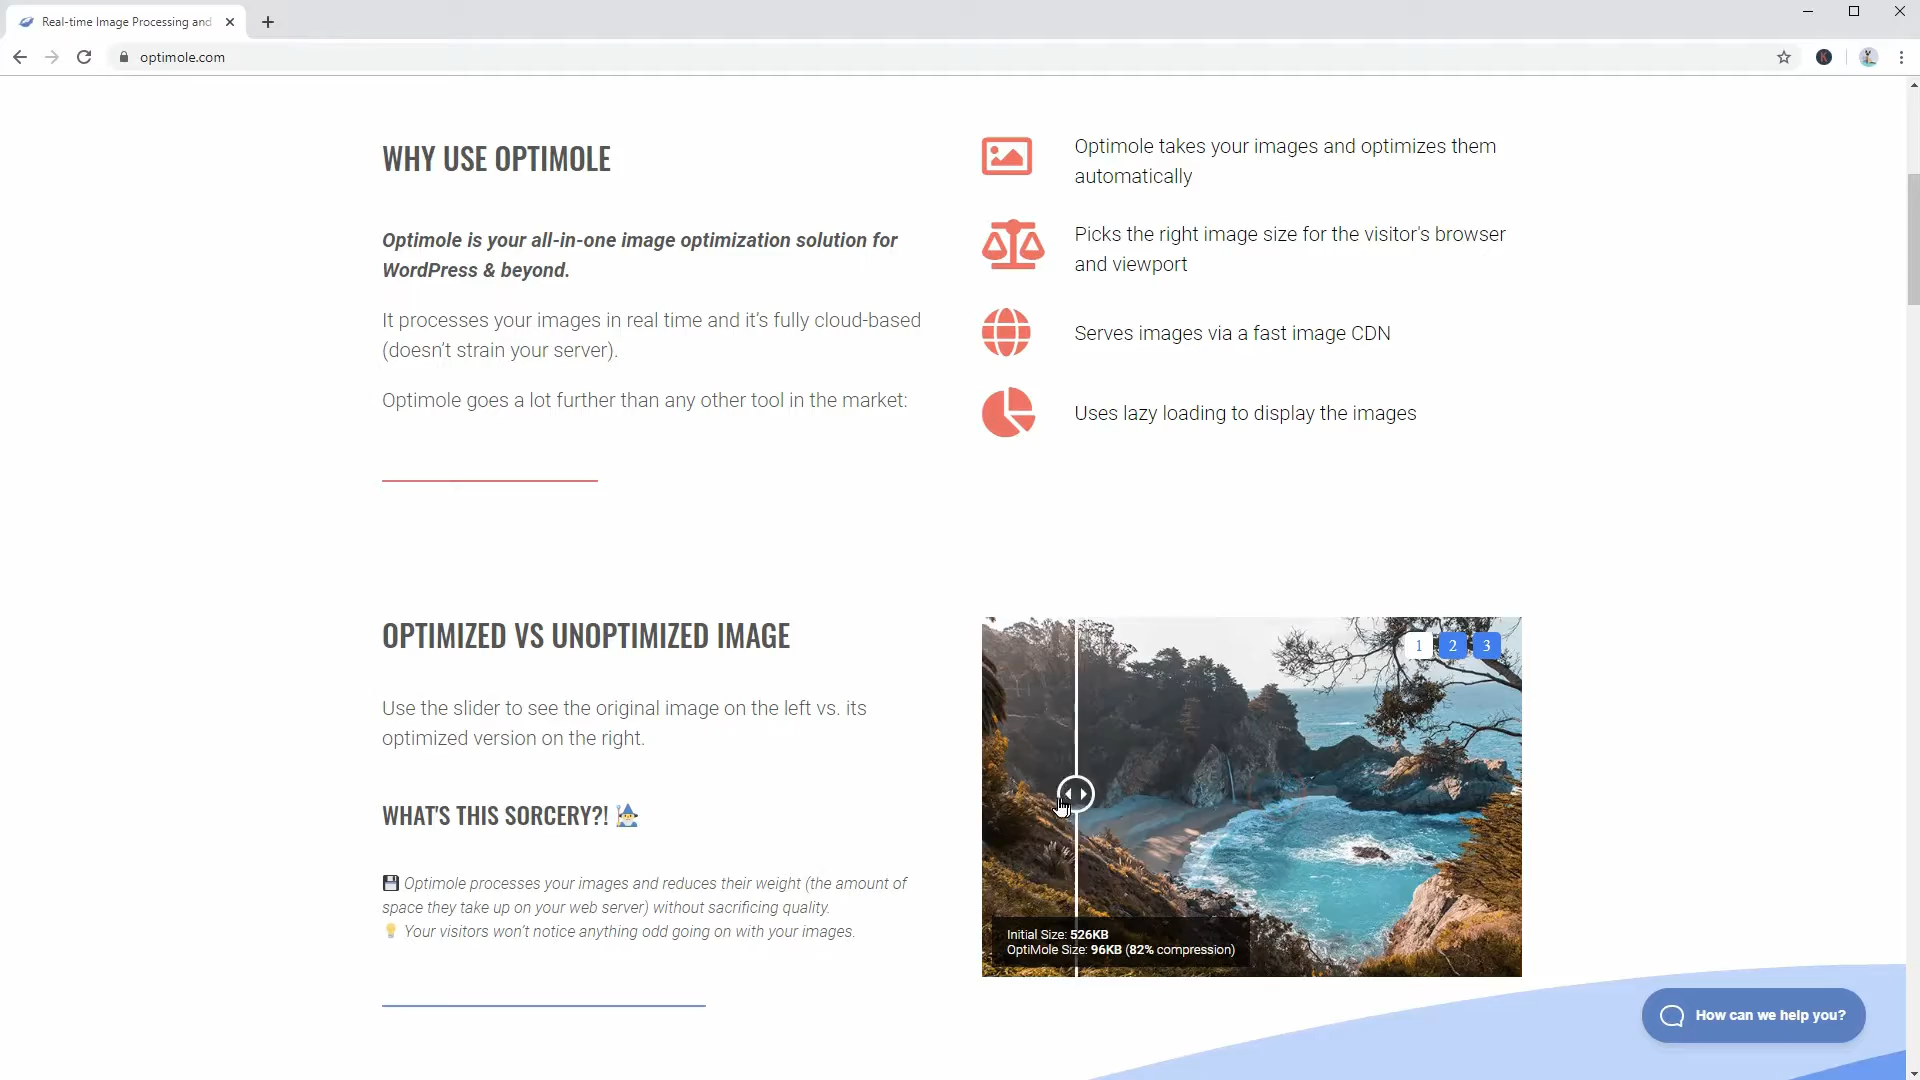 Real-time Image Processing and
optimole.com
WHY USE OPTIMOLE
Optimole is your all-in-one image optimization solution for
WordPress & beyond.
It processes your images in real time and it’s fully cloud-based
(doesn’t strain your server).
Optimole goes a lot further than any other tool in the market:
Optimole takes your images and optimizes them
automatically
Picks the right image size for the visitor's browser
and viewport
Serves images via a fast image CDN
Uses lazy loading to display the images
OPTIMIZED VS UNOPTIMIZED IMAGE
Use the slider to see the original image on the left vs. its
optimized version on the right.
WHAT'S THIS SORCERY?!
Optimole processes your images and reduces their weight (the amount of
space they take up on your web server) without sacrificing quality.
Your visitors won’t notice anything odd going on with your images.
1 2 3
Initial Size: 526KB
OptiMole Size: 96KB (82% compression)
How can we help you?